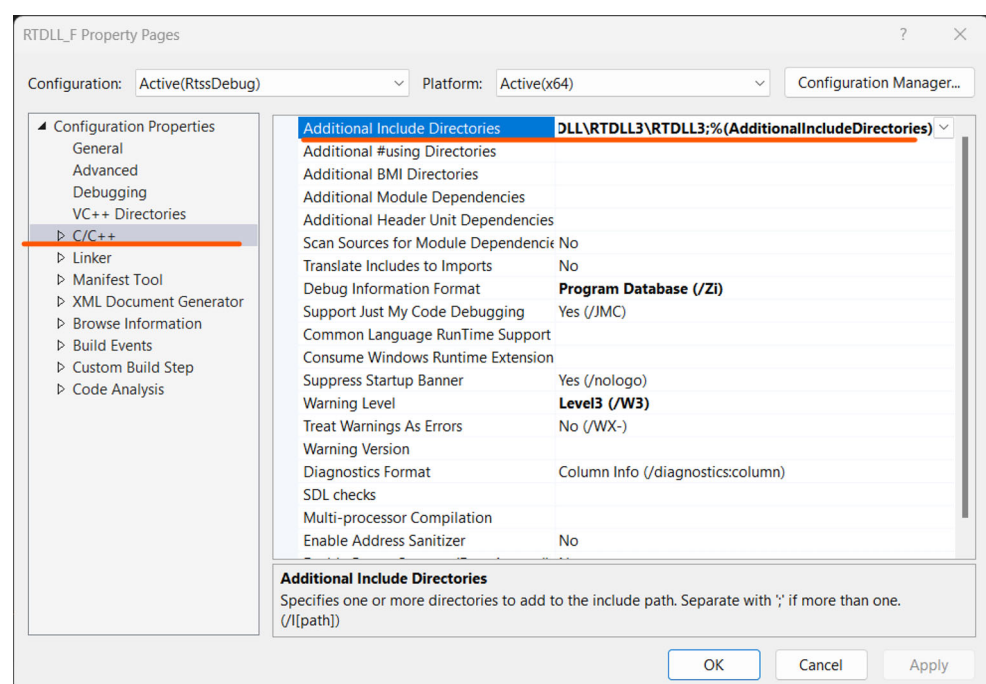 RTDLL_F Property Pages ?
Configuration: Active(RtssDebug) Platform: Active(x64) Configuration Manager...
Configuration Properties
General
Advanced
Debugging
VC++ Directories
C/C++
Linker
Manifest Tool
XML Document Generator
Browse Information
Build Events
Custom Build Step
Code Analysis
Additional Include Directories DLL\RTDLL3\RTDLL3;%(AdditionalIncludeDirectories)
Additional #using Directories
Additional BMI Directories
Additional Module Dependencies
Additional Header Unit Dependencies
Scan Sources for Module Dependencie No
Translate Includes to Imports No
Debug Information Format Program Database (/Zi)
Support Just My Code Debugging Yes (/JMC)
Common Language RunTime Support
Consume Windows Runtime Extension
Suppress Startup Banner Yes (/nologo)
Warning Level Level3 (/W3)
Treat Warnings As Errors No (/WX-)
Warning Version
Diagnostics Format Column Info (/diagnostics:column)
SDL checks
Multi-processor Compilation
Enable Address Sanitizer No
Additional Include Directories
Specifies one or more directories to add to the include path. Separate with ';' if more than one.
(/I[path])
OK Cancel Apply